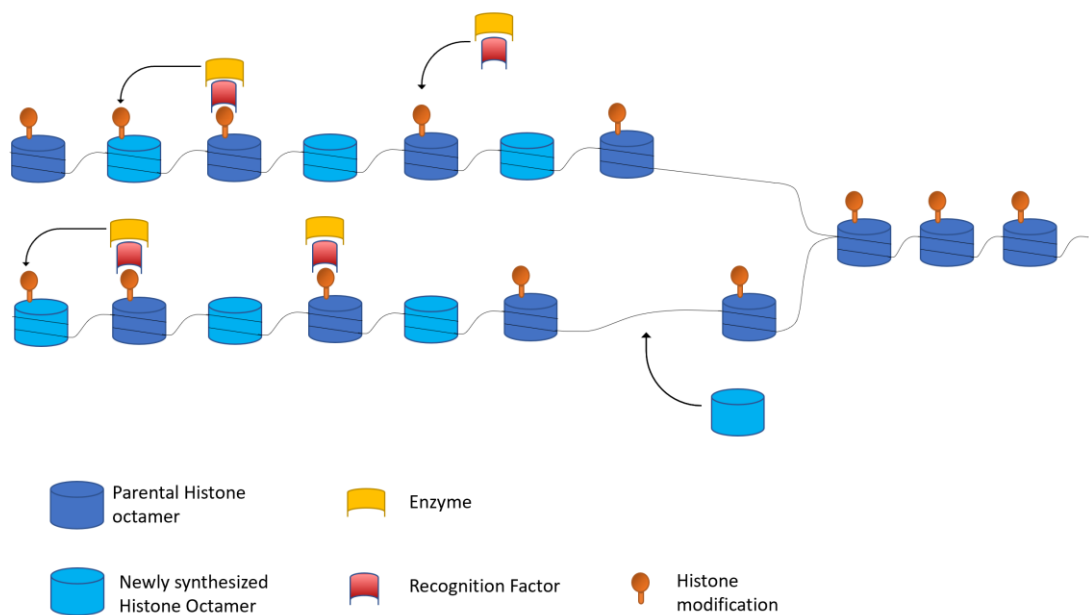 Parental Histone
octamer
Enzyme
Newly synthesized
Histone Octamer
Recognition Factor
Histone
modification